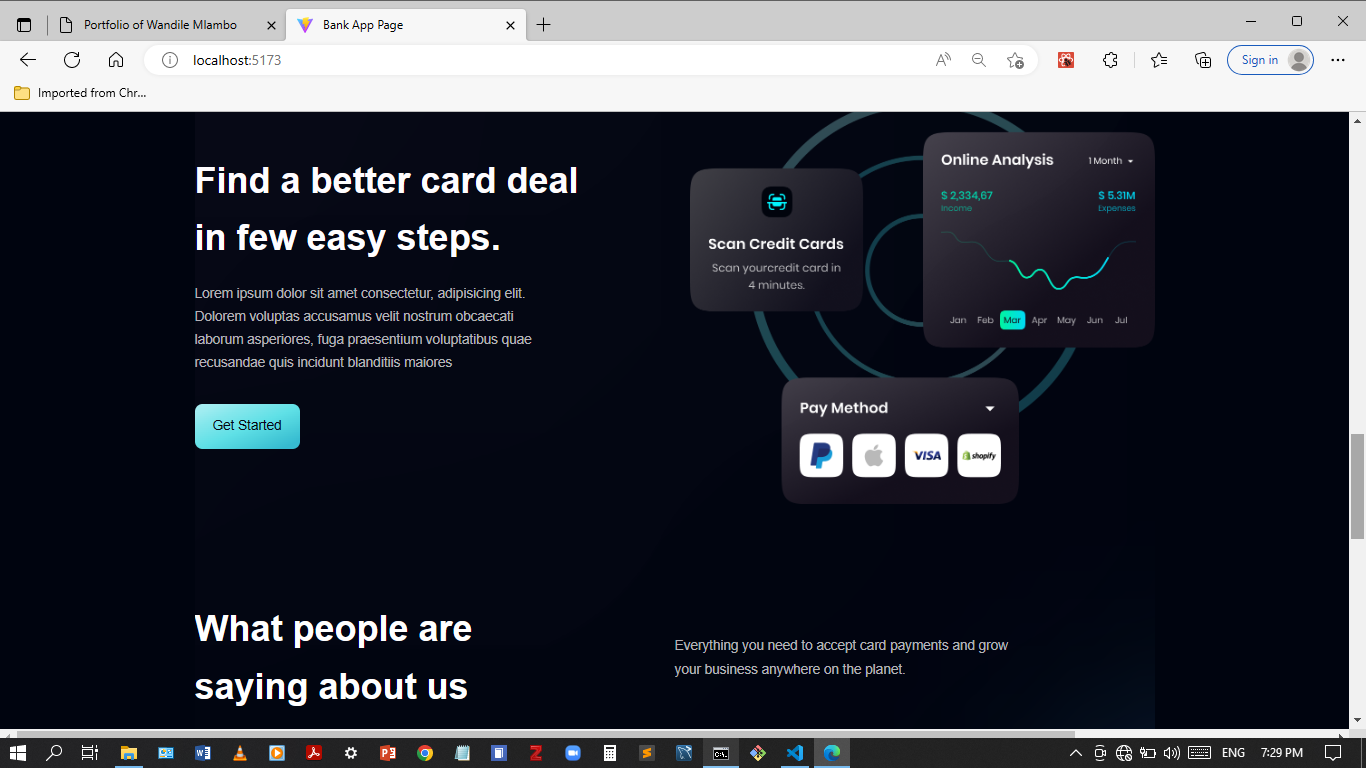 Portfolio of Wandile Mlambo
Bank App Page
localhost:5173
Sign in
Imported from Chr...
Find a better card deal
in few easy steps.
Lorem ipsum dolor sit amet consectetur, adipisicing elit.
Dolorem voluptas accusamus velit nostrum obcaecati
laborum asperiores, fuga praesentium voluptatibus quae
recusandae quis incidunt blanditiis maiores
Get Started
Scan Credit Cards
Scan yourcredit card in
4 minutes.
Online Analysis
1 Month
$ 2,334,67
$ 5.31M
Income
Expenses
Jan Feb Mar Apr May Jun Jul
Pay Method
VISA
shopify
What people are
saying about us
Everything you need to accept card payments and grow
your business anywhere on the planet.
ENG
7:29 PM